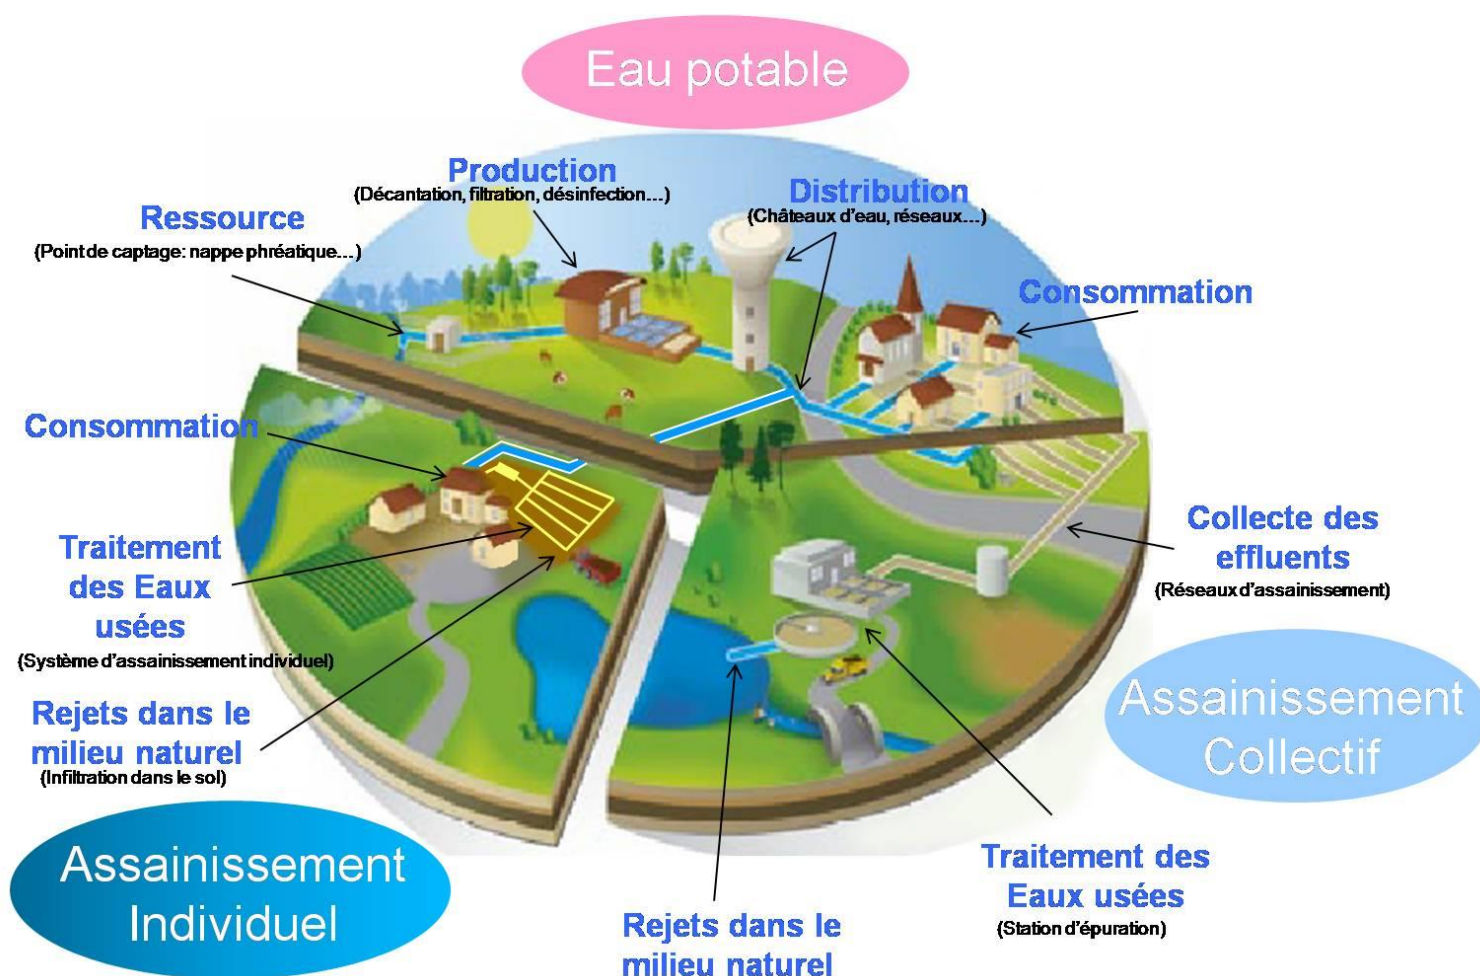 Eau potable
Production
(Décantation, filtration, désinfection...)
Distribution
(Châteaux d'eau, réseaux...)
Ressource
(Point de captage: nappe phréatique...)
Consommation
Consommation
Collecte des
effluents
(Réseaux d'assainissement)
Traitement
des Eaux
usées
(Système d'assainissement individuel)
Rejets dans le
milieu naturel
(Infiltration dans le sol)
Assainissement
Collectif
Assainissement
Individuel
Traitement des
Eaux usées
(Station d'épuration)
Rejets dans le
milieu naturel